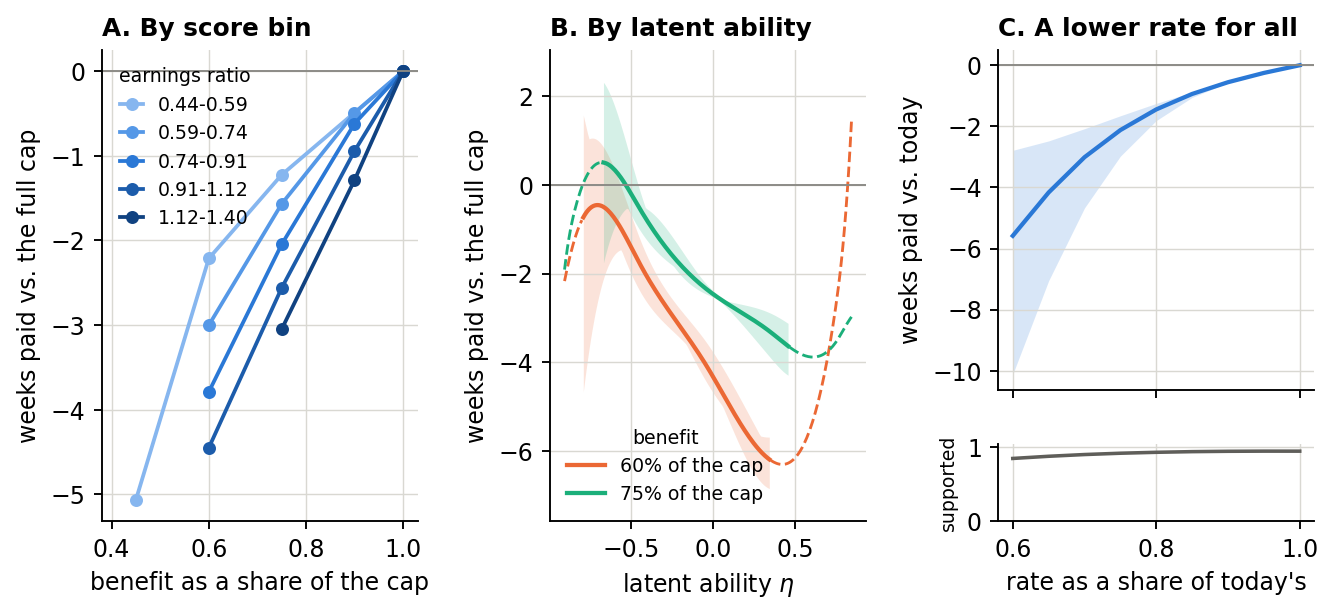 A. By score bin
weeks paid vs. the full cap
0
−1
−2
−3
−4
−5
earnings ratio
0.44-0.59
0.59-0.74
0.74-0.91
0.91-1.12
1.12-1.40
0.4 0.6 0.8 1.0
benefit as a share of the cap
B. By latent ability
weeks paid vs. the full cap
2
0
−2
−4
−6
benefit
60% of the cap
75% of the cap
−0.5 0.0 0.5
latent ability η
C. A lower rate for all
weeks paid vs. today
0
−2
−4
−6
−8
−10
supported
1
0
0.6 0.8 1.0
rate as a share of today's